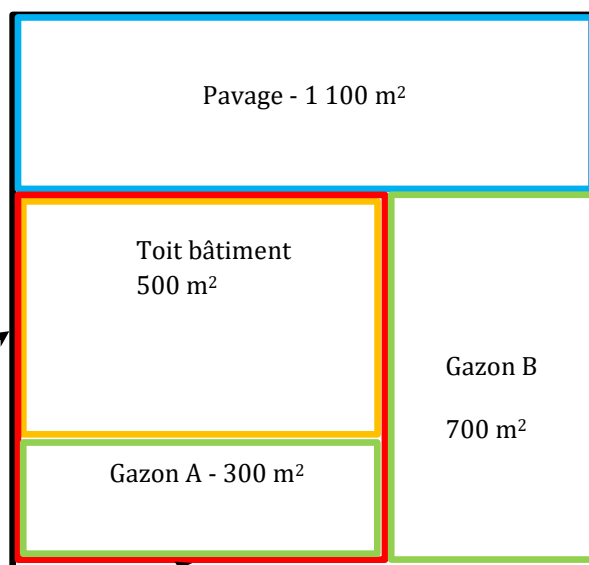 Pavage - 1 100 m²
Toit bâtiment
500 m²
Gazon B
700 m²
Gazon A - 300 m²